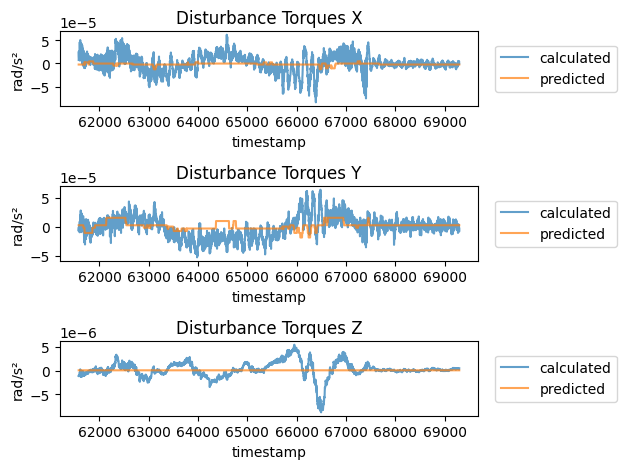 Disturbance Torques X
1e−5
rad/s²
−5
0
5
62000 63000 64000 65000 66000 67000 68000 69000
timestamp
calculated
predicted
Disturbance Torques Y
1e−5
rad/s²
5
0
−5
62000 63000 64000 65000 66000 67000 68000 69000
timestamp
calculated
predicted
Disturbance Torques Z
1e−6
rad/s²
5
0
−5
62000 63000 64000 65000 66000 67000 68000 69000
timestamp
calculated
predicted